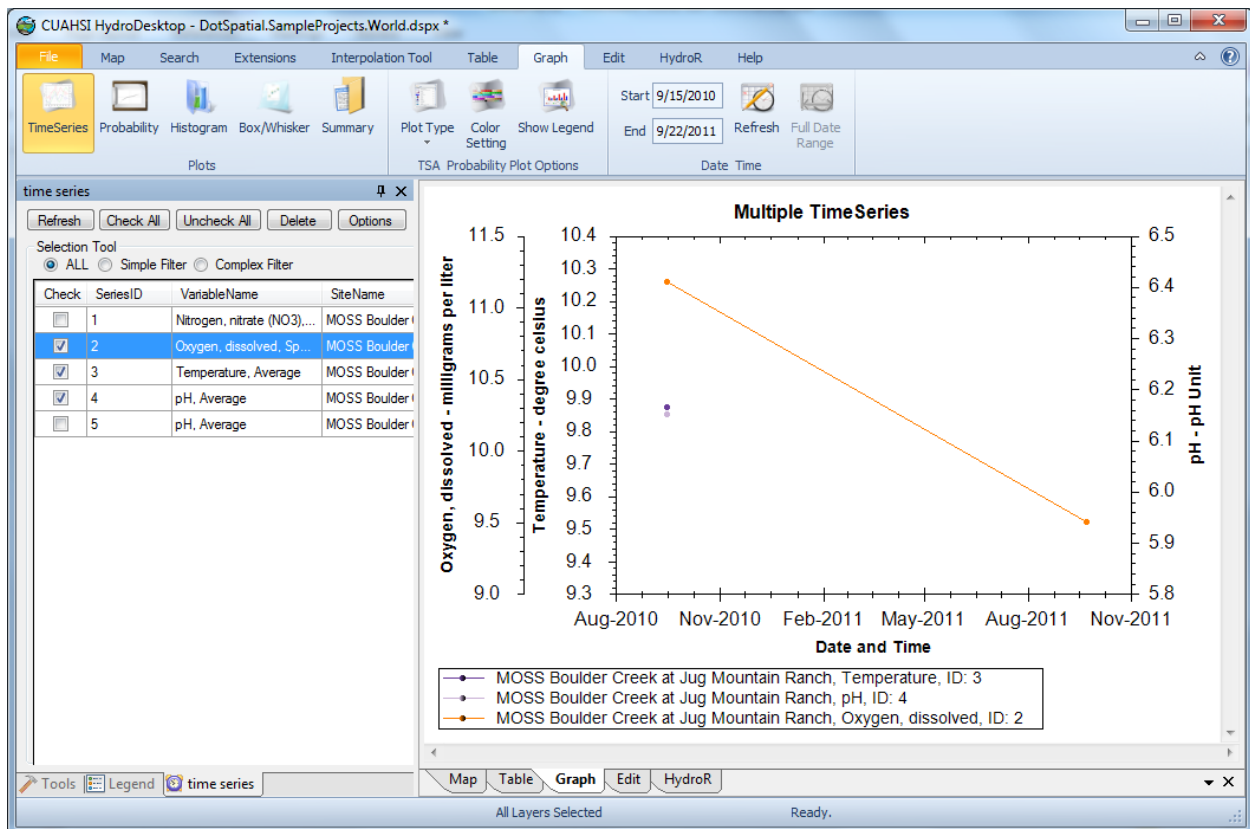 CUAHSI HydroDesktop - DotSpatial.SampleProjects.World.dspx *
File Map Search Extensions Interpolation Tool Table Graph Edit HydroR Help
TimeSeries Probability Histogram Box/Whisker Summary
Plots
Plot Type Color Setting Show Legend
TSA Probability Plot Options
Start 9/15/2010
End 9/22/2011
Refresh Full Date Range
Date Time
time series
Refresh Check All Uncheck All Delete Options
Selection Tool
ALL Simple Filter Complex Filter
Check SeriesID VariableName SiteName
1 Nitrogen, nitrate (NO3),... MOSS Boulder
2 Oxygen, dissolved, Sp... MOSS Boulder
3 Temperature, Average MOSS Boulder
4 pH, Average MOSS Boulder
5 pH, Average MOSS Boulder
Tools Legend time series
Multiple TimeSeries
Oxygen, dissolved - milligrams per liter
11.5
11.0
10.5
10.0
9.5
9.0
Temperature - degree celsius
10.4
10.3
10.2
10.1
10.0
9.9
9.8
9.7
9.6
9.5
9.4
9.3
6.5
6.4
6.3
6.2
6.1
6.0
5.9
5.8
pH - pH Unit
Aug-2010 Nov-2010 Feb-2011 May-2011 Aug-2011 Nov-2011
Date and Time
MOSS Boulder Creek at Jug Mountain Ranch, Temperature, ID: 3
MOSS Boulder Creek at Jug Mountain Ranch, pH, ID: 4
MOSS Boulder Creek at Jug Mountain Ranch, Oxygen, dissolved, ID: 2
Map Table Graph Edit HydroR
All Layers Selected Ready.